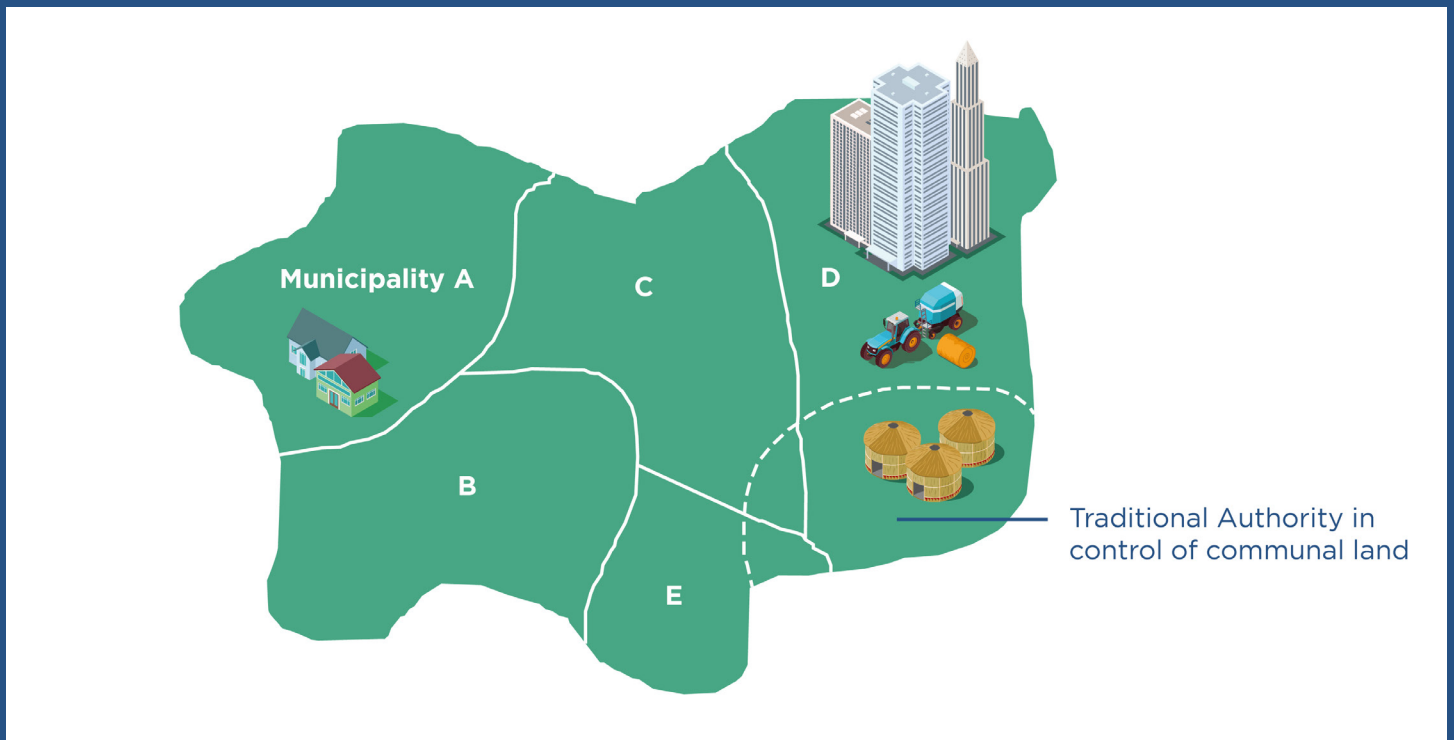 Municipality A
C
D
B
E
Traditional Authority in
control of communal land